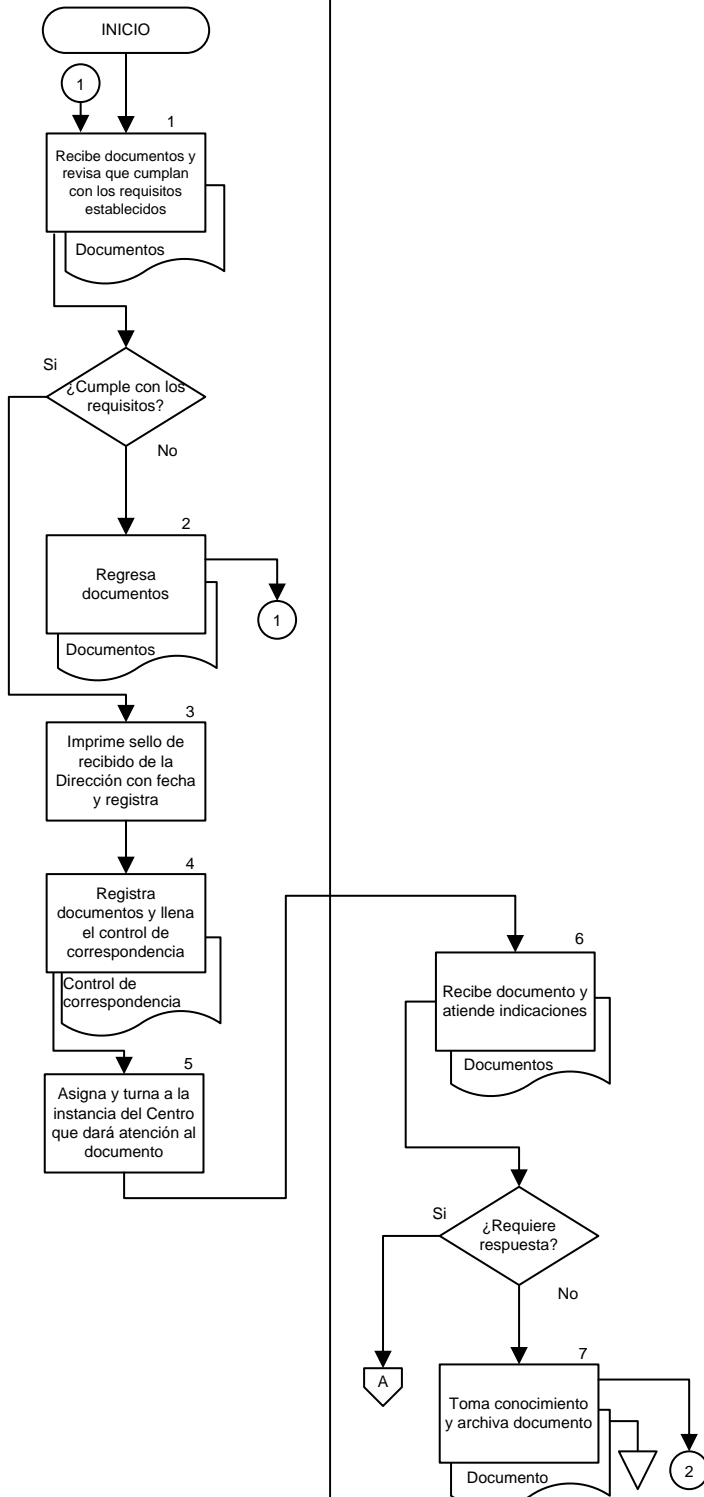 INICIO
1
1
Recibe documentos y
revisa que cumplan
con los requisitos
establecidos
Documentos
Si
¿Cumple con los
requisitos?
No
2
Regresa
documentos
1
Documentos
3
Imprime sello de
recibido de la
Dirección con fecha
y registra
4
Registra
documentos y llena
el control de
correspondencia
Control de
correspondencia
5
Asigna y turna a la
instancia del Centro
que dará atención al
documento
6
Recibe documento y
atiende indicaciones
Documentos
Si
¿Requiere
respuesta?
No
A
7
Toma conocimiento
y archiva documento
2
Documento